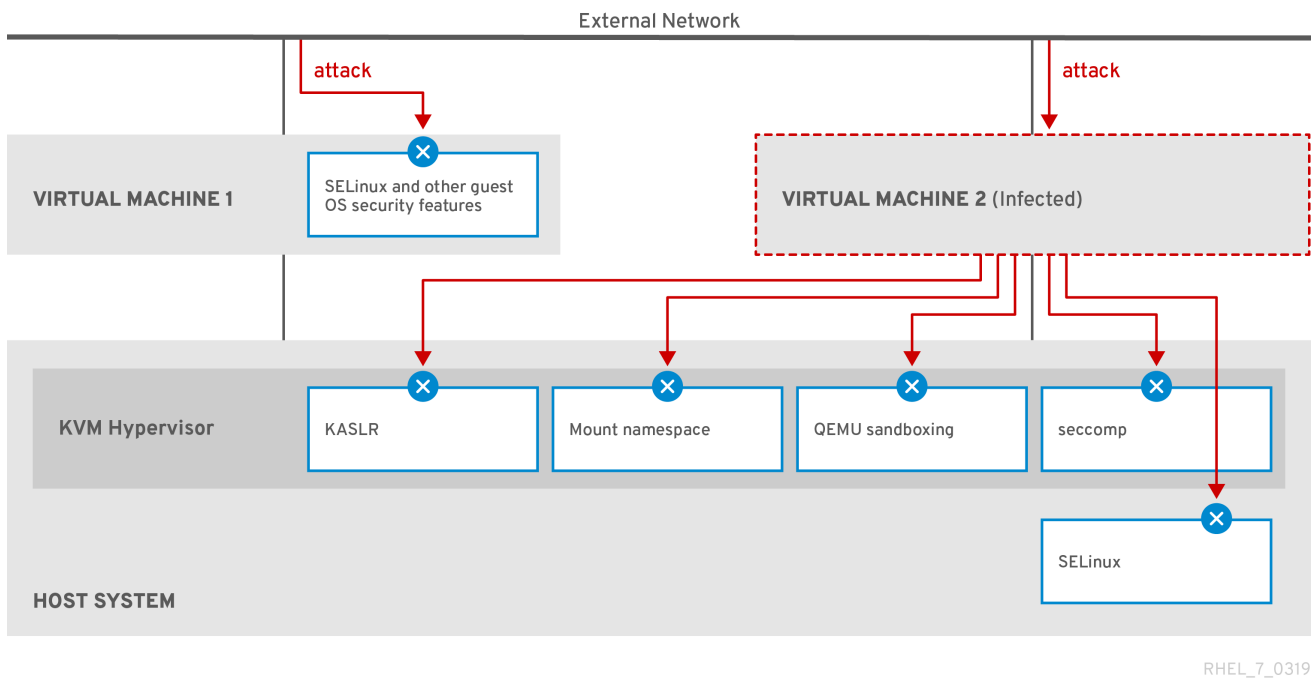 External Network
attack
attack
VIRTUAL MACHINE 1
SELinux and other guest
OS security features
VIRTUAL MACHINE 2 (Infected)
KVM Hypervisor
KASLR
Mount namespace
QEMU sandboxing
seccomp
SELinux
HOST SYSTEM
RHEL_7_0319